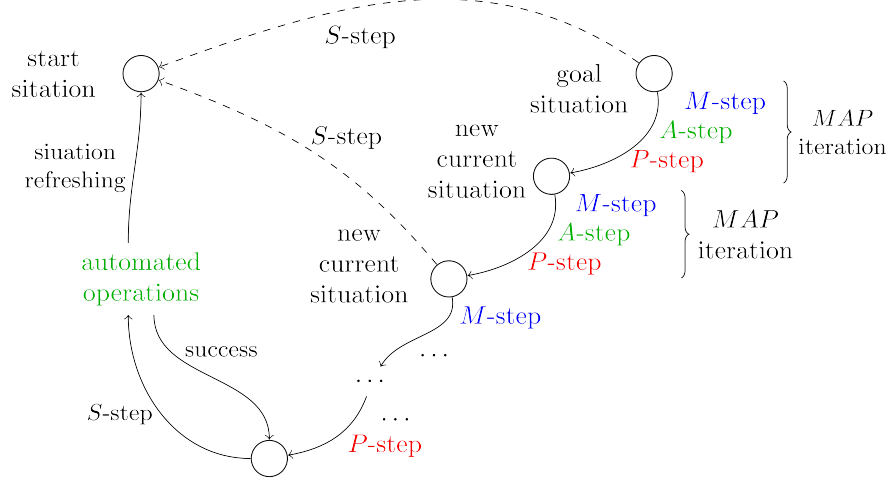 S-step
start
sitation
goal
situation
M-step
A-step
P-step
MAP
iteration
S-step
new
current
situation
siuation
refreshing
M-step
A-step
P-step
MAP
iteration
new
current
situation
automated
operations
M-step
success
...
...
S-step
...
P-step